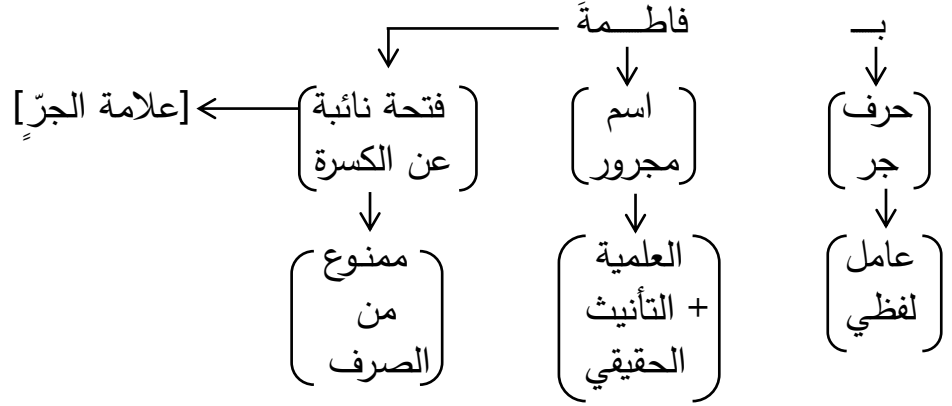 بـ فاطـــمةَ
حرف
جر
اسم
مجرور
فتحة نائبة
عن الكسرة
[علامة الجرّ]
عامل
لفظي
العلمية
+ التأنيث
الحقيقي
ممنوع
من
الصرف